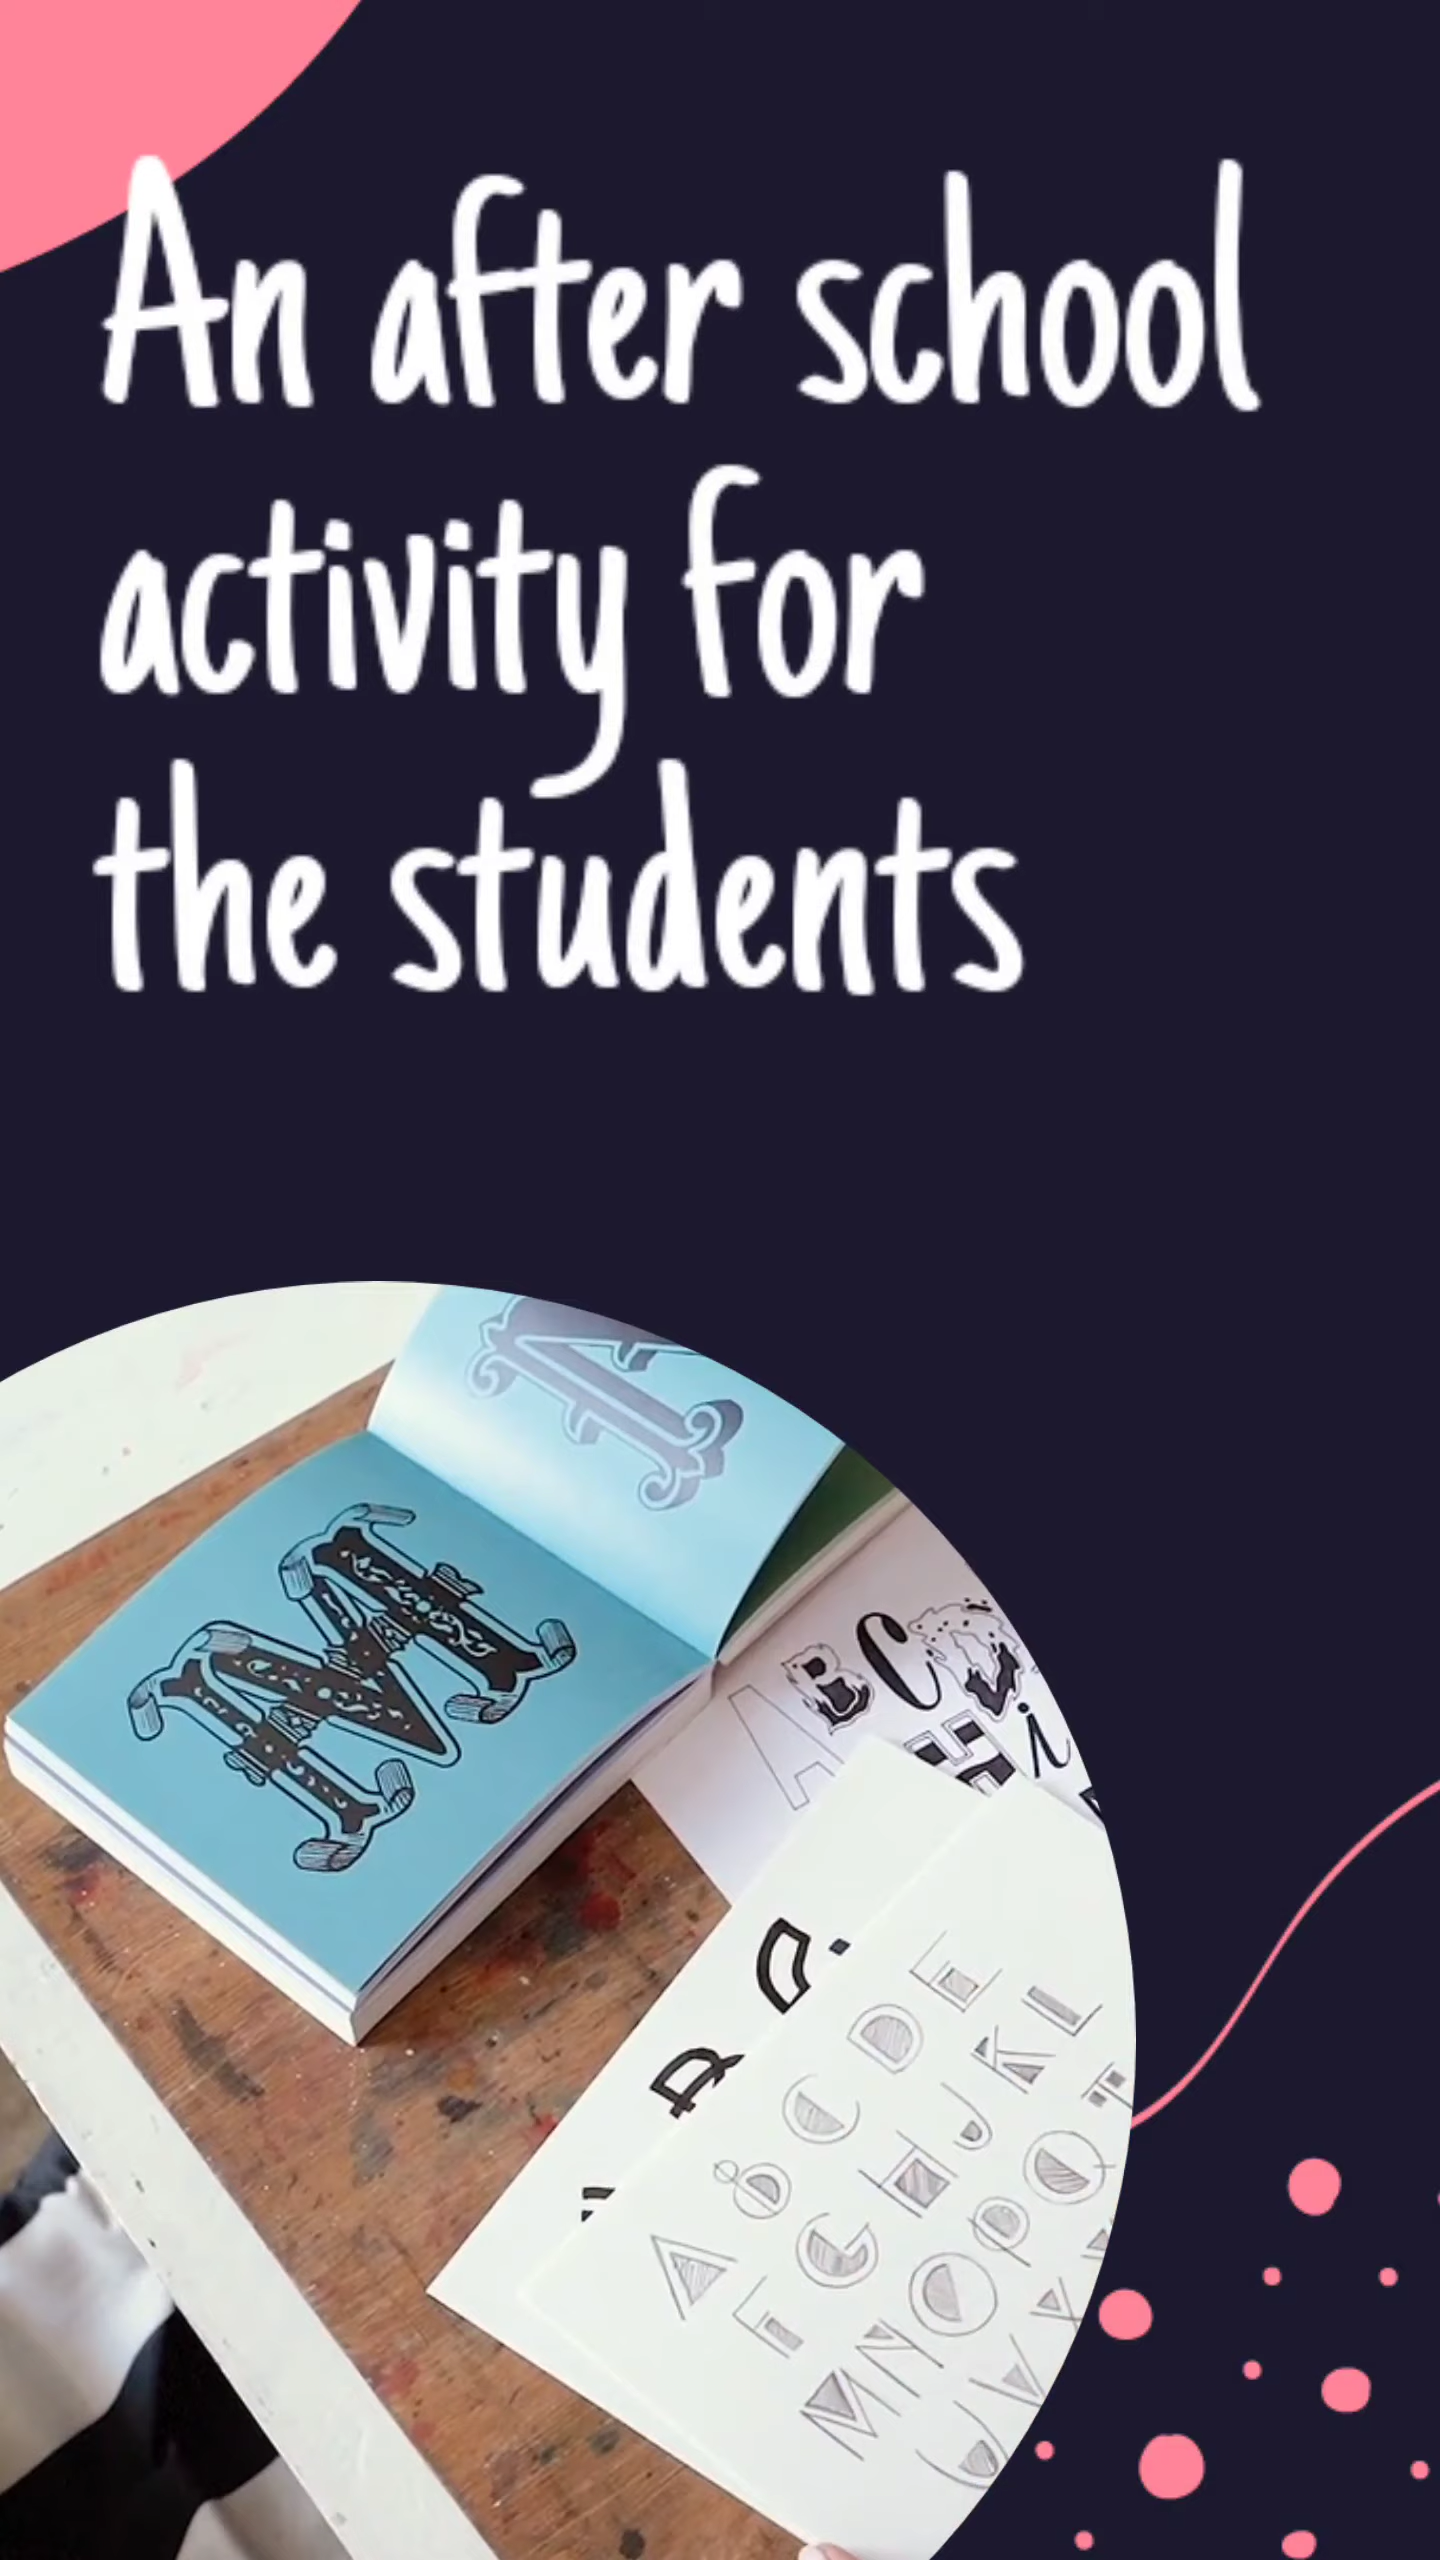 An after school
activity for
the students
M
A B C D
H i
B D.
A B C D E
F G H J K L
M N O P Q T